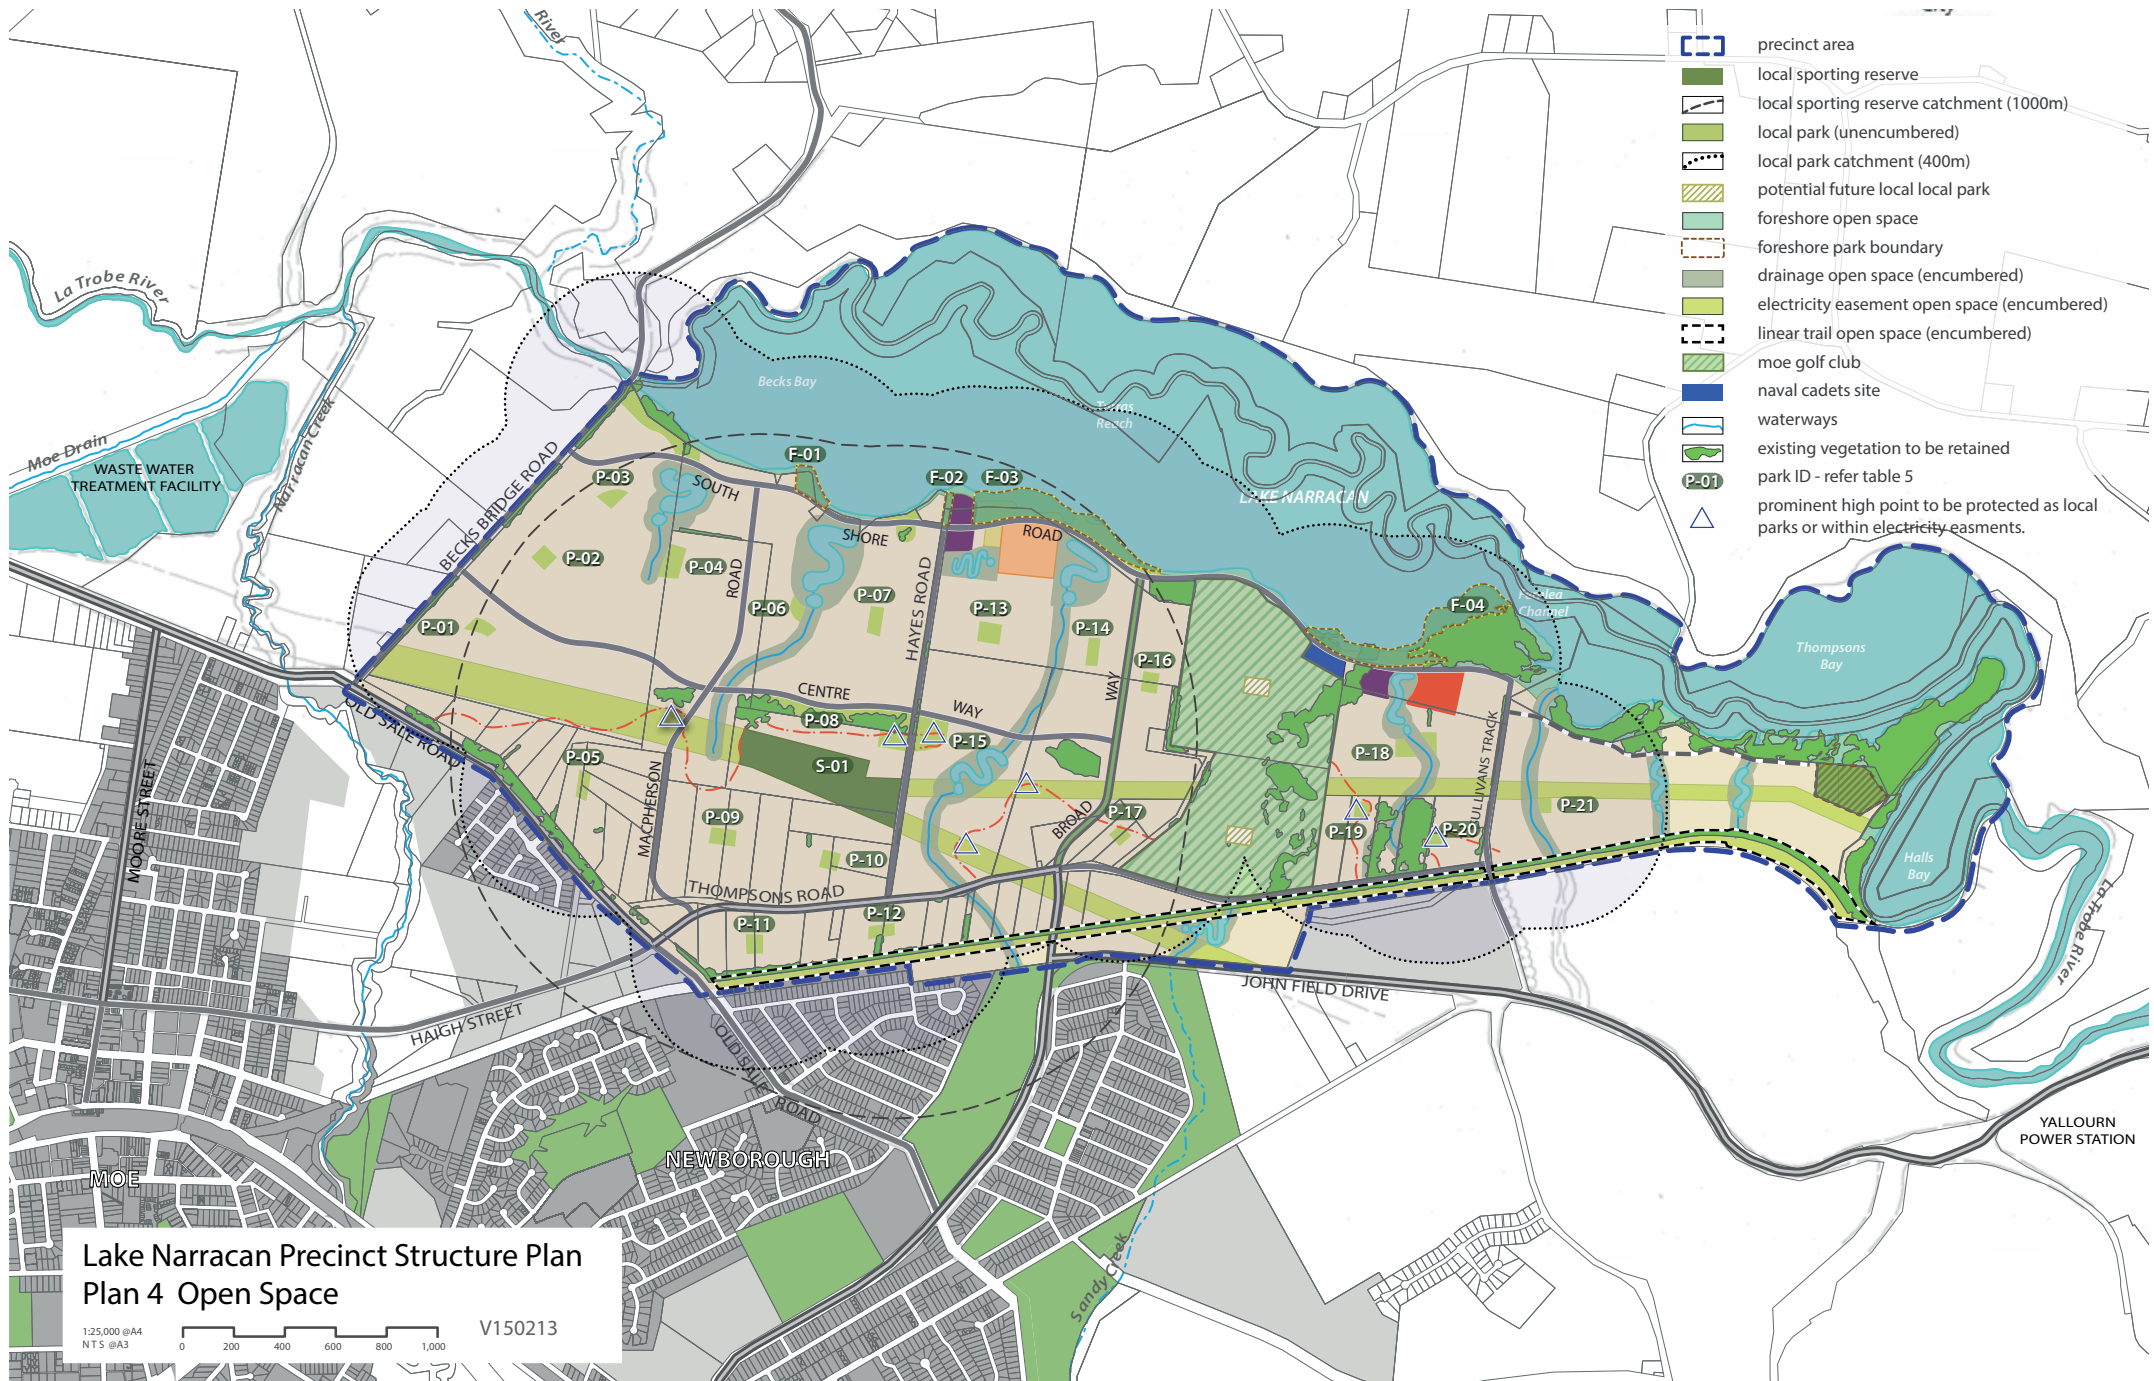 precinct area
local sporting reserve
local sporting reserve catchment (1000m)
local park (unencumbered)
local park catchment (400m)
potential future local local park
foreshore open space
foreshore park boundary
drainage open space (encumbered)
electricity easement open space (encumbered)
linear trail open space (encumbered)
moe golf club
naval cadets site
waterways
existing vegetation to be retained
P-01
park ID - refer table 5
prominent high point to be protected as local
parks or within electricity easments.
River
La Trobe River
Moe Drain
Narracan Creek
WASTE WATER
TREATMENT FACILITY
BECKS BRIDGE ROAD
Becks Bay
Reach
LAKE NARRACAN
Channel
Thompsons
Bay
Halls
Bay
La Trobe River
F-01
F-02
F-03
F-04
SOUTH
SHORE
ROAD
P-03
P-02
P-04
ROAD
P-06
P-07
HAYES ROAD
P-13
P-14
P-01
P-16
WAY
CENTRE
WAY
P-08
P-15
S-01
P-05
P-09
P-10
MACPHERSON
P-18
SULLIVANS TRACK
P-21
P-17
BROAD
P-19
P-20
OLD SALE ROAD
MOORE STREET
THOMPSONS ROAD
P-11
P-12
HAIGH STREET
JOHN FIELD DRIVE
OLD SALE
ROAD
NEWBOROUGH
MOE
Sandy Creek
YALLOURN
POWER STATION
Lake Narracan Precinct Structure Plan
Plan 4 Open Space
1:25,000 @A4
NTS @A3
0 200 400 600 800 1,000
V150213